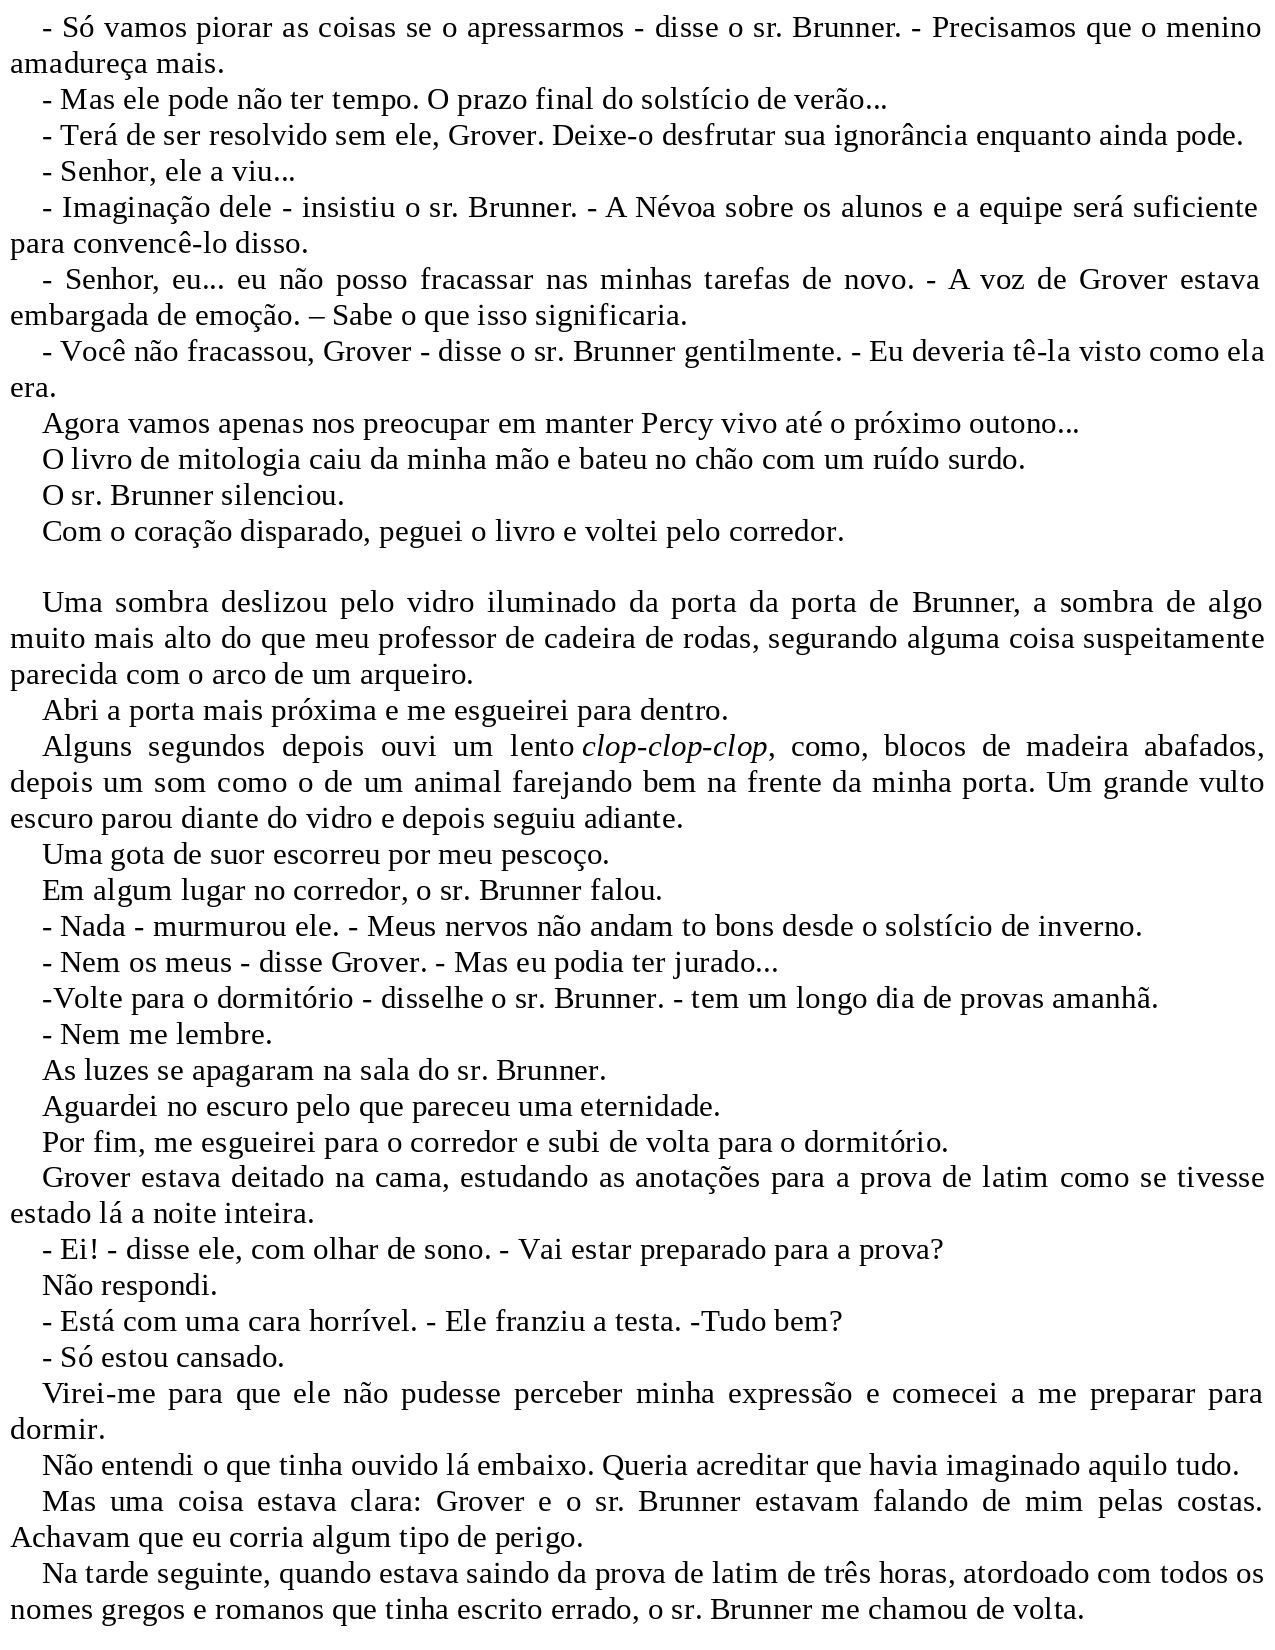 - Só vamos piorar as coisas se o apressarmos - disse o sr. Brunner. - Precisamos que o menino
amadureça mais.
- Mas ele pode não ter tempo. O prazo final do solstício de verão...
- Terá de ser resolvido sem ele, Grover. Deixe-o desfrutar sua ignorância enquanto ainda pode.
- Senhor, ele a viu...
- Imaginação dele - insistiu o sr. Brunner. - A Névoa sobre os alunos e a equipe será suficiente
para convencê-lo disso.
- Senhor, eu... eu não posso fracassar nas minhas tarefas de novo. - A voz de Grover estava
embargada de emoção. – Sabe o que isso significaria.
- Você não fracassou, Grover - disse o sr. Brunner gentilmente. - Eu deveria tê-la visto como ela
era.
Agora vamos apenas nos preocupar em manter Percy vivo até o próximo outono...
O livro de mitologia caiu da minha mão e bateu no chão com um ruído surdo.
O sr. Brunner silenciou.
Com o coração disparado, peguei o livro e voltei pelo corredor.
Uma sombra deslizou pelo vidro iluminado da porta da porta de Brunner, a sombra de algo
muito mais alto do que meu professor de cadeira de rodas, segurando alguma coisa suspeitamente
parecida com o arco de um arqueiro.
Abri a porta mais próxima e me esgueirei para dentro.
Alguns segundos depois ouvi um lento clop-clop-clop, como, blocos de madeira abafados,
depois um som como o de um animal farejando bem na frente da minha porta. Um grande vulto
escuro parou diante do vidro e depois seguiu adiante.
Uma gota de suor escorreu por meu pescoço.
Em algum lugar no corredor, o sr. Brunner falou.
- Nada - murmurou ele. - Meus nervos não andam to bons desde o solstício de inverno.
- Nem os meus - disse Grover. - Mas eu podia ter jurado...
-Volte para o dormitório - disselhe o sr. Brunner. - tem um longo dia de provas amanhã.
- Nem me lembre.
As luzes se apagaram na sala do sr. Brunner.
Aguardei no escuro pelo que pareceu uma eternidade.
Por fim, me esgueirei para o corredor e subi de volta para o dormitório.
Grover estava deitado na cama, estudando as anotações para a prova de latim como se tivesse
estado lá a noite inteira.
- Ei! - disse ele, com olhar de sono. - Vai estar preparado para a prova?
Não respondi.
- Está com uma cara horrível. - Ele franziu a testa. -Tudo bem?
- Só estou cansado.
Virei-me para que ele não pudesse perceber minha expressão e comecei a me preparar para
dormir.
Não entendi o que tinha ouvido lá embaixo. Queria acreditar que havia imaginado aquilo tudo.
Mas uma coisa estava clara: Grover e o sr. Brunner estavam falando de mim pelas costas.
Achavam que eu corria algum tipo de perigo.
Na tarde seguinte, quando estava saindo da prova de latim de três horas, atordoado com todos os
nomes gregos e romanos que tinha escrito errado, o sr. Brunner me chamou de volta.